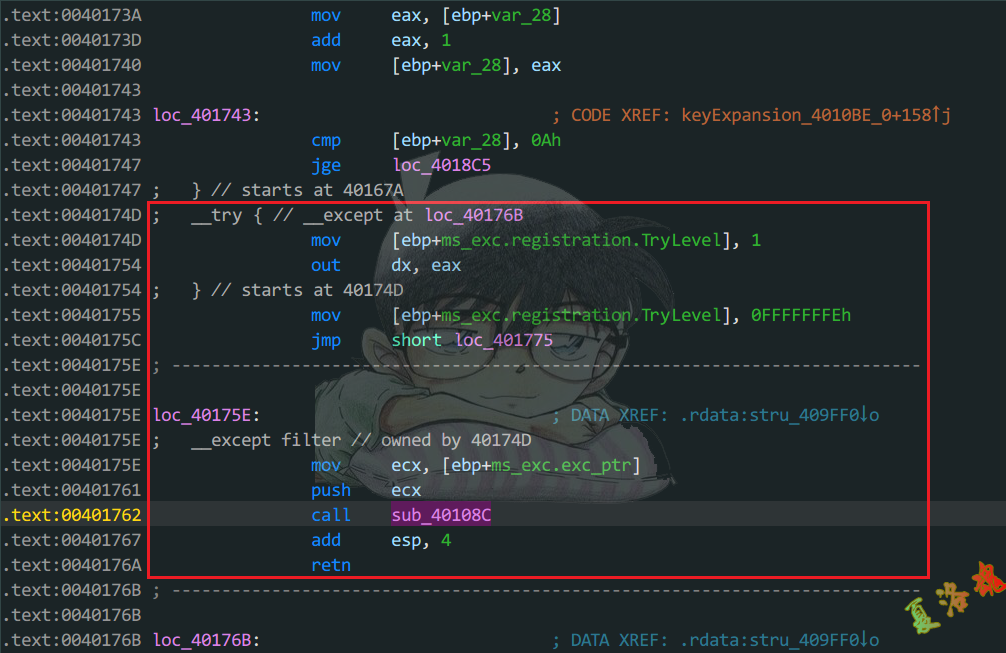 .text:0040173A mov eax, [ebp+var_28]
.text:0040173D add eax, 1
.text:00401740 mov [ebp+var_28], eax
.text:00401743
.text:00401743 loc_401743: ; CODE XREF: keyExpansion_4010BE_0+158↑j
.text:00401743 cmp [ebp+var_28], 0Ah
.text:00401747 jge loc_4018C5
.text:00401747 ; } // starts at 40167A
.text:0040174D ; __try { // __except at loc_40176B
.text:0040174D mov [ebp+ms_exc.registration.TryLevel], 1
.text:00401754 out dx, eax
.text:00401754 ; } // starts at 40174D
.text:00401755 mov [ebp+ms_exc.registration.TryLevel], 0FFFFFFFEh
.text:0040175C jmp short loc_401775
.text:0040175E ; ---------------------------------------------------------------------------
.text:0040175E
.text:0040175E loc_40175E: ; DATA XREF: .rdata:stru_409FF0↓o
.text:0040175E ; __except filter // owned by 40174D
.text:0040175E mov ecx, [ebp+ms_exc.exc_ptr]
.text:00401761 push ecx
.text:00401762 call sub_40108C
.text:00401767 add esp, 4
.text:0040176A retn
.text:0040176B ; ---------------------------------------------------------------------------
.text:0040176B
.text:0040176B loc_40176B: ; DATA XREF: .rdata:stru_409FF0↓o